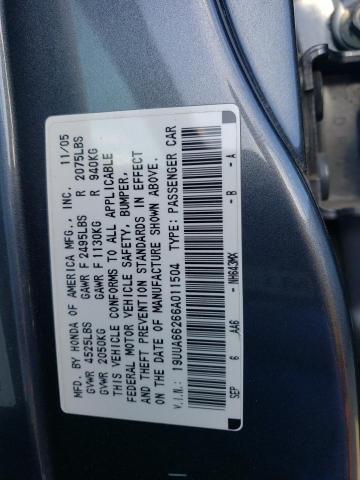 MFD. BY HONDA OF AMERICA MFG., INC. 11/05
GVWR 4525LBS GAWR F 2495LBS R 2075LBS
GVWR 2050KG GAWR F 1130KG R 940KG
THIS VEHICLE CONFORMS TO ALL APPLICABLE
FEDERAL MOTOR VEHICLE SAFETY, BUMPER,
AND THEFT PREVENTION STANDARDS IN EFFECT
ON THE DATE OF MANUFACTURE SHOWN ABOVE.
V.I.N: 19UUA66266A011504 TYPE: PASSENGER CAR
SEP 6 AA6 - NH643MX - B - A